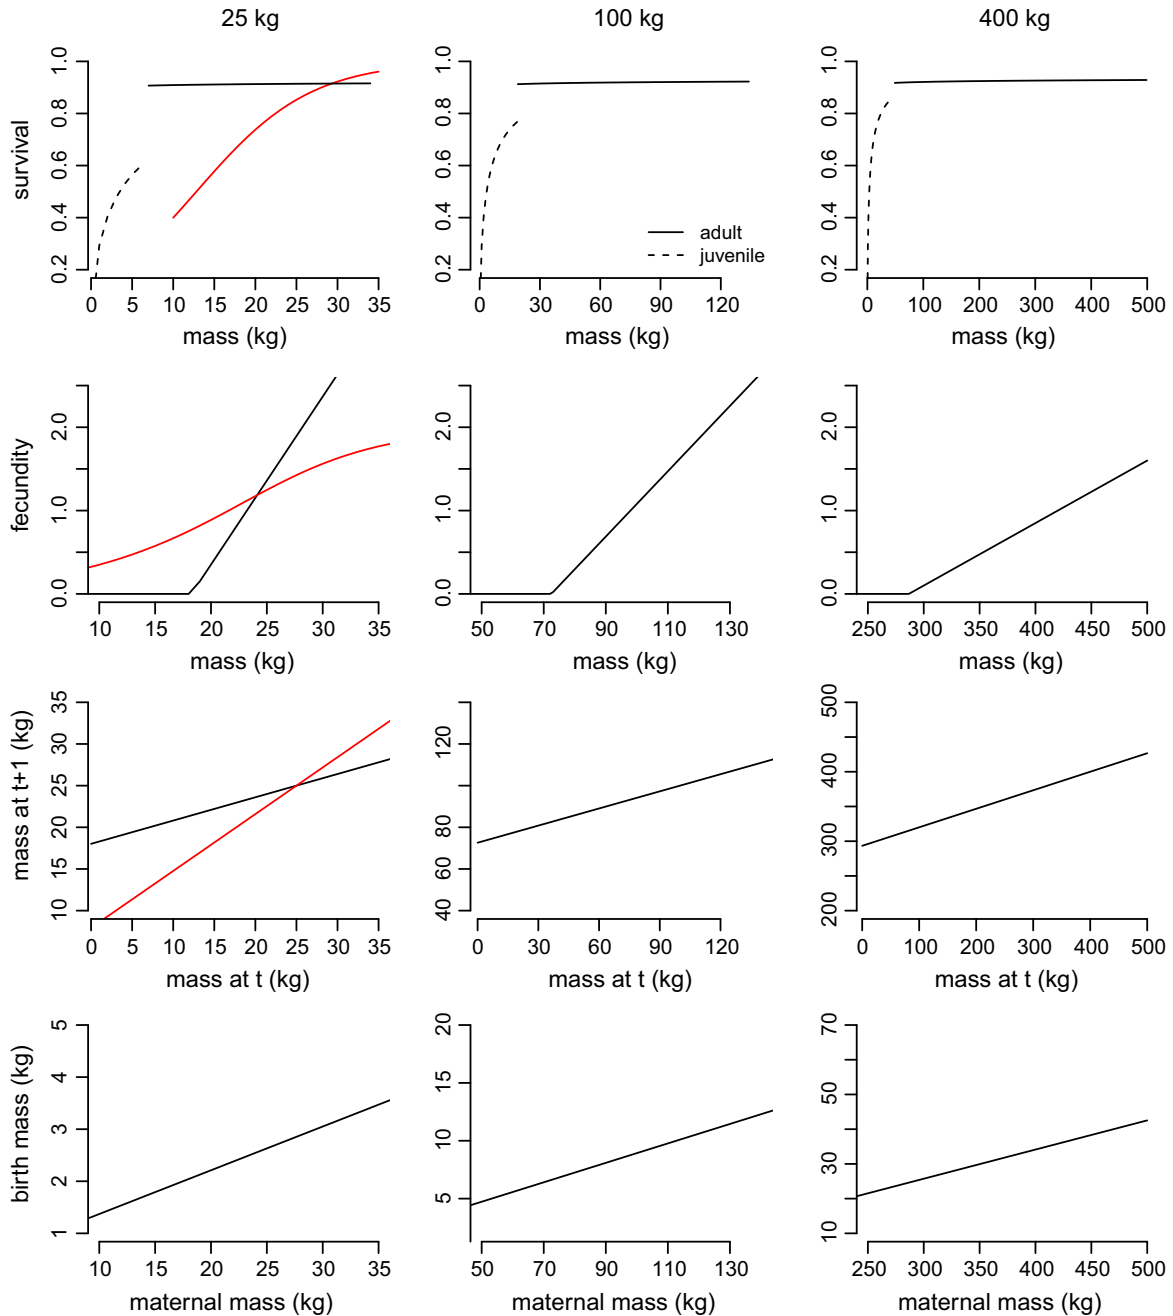 25 kg 100 kg 400 kg
survival
0.2 0.4 0.6 0.8 1.0
0 5 10 15 20 25 30 35
mass (kg)
0.2 0.4 0.6 0.8 1.0
adult
juvenile
0 30 60 90 120
mass (kg)
0.2 0.4 0.6 0.8 1.0
0 100 200 300 400 500
mass (kg)
fecundity
0.0 1.0 2.0
10 15 20 25 30 35
mass (kg)
0.0 1.0 2.0
50 70 90 110 130
mass (kg)
0.0 1.0 2.0
250 300 350 400 450 500
mass (kg)
mass at t+1 (kg)
10 15 20 25 30 35
0 5 10 15 20 25 30 35
mass at t (kg)
40 60 80 120
0 30 60 90 120
mass at t (kg)
200 300 400 500
0 100 200 300 400 500
mass at t (kg)
birth mass (kg)
1 2 3 4 5
10 15 20 25 30 35
maternal mass (kg)
5 10 15 20
50 70 90 110 130
maternal mass (kg)
10 30 50 70
250 300 350 400 450 500
maternal mass (kg)